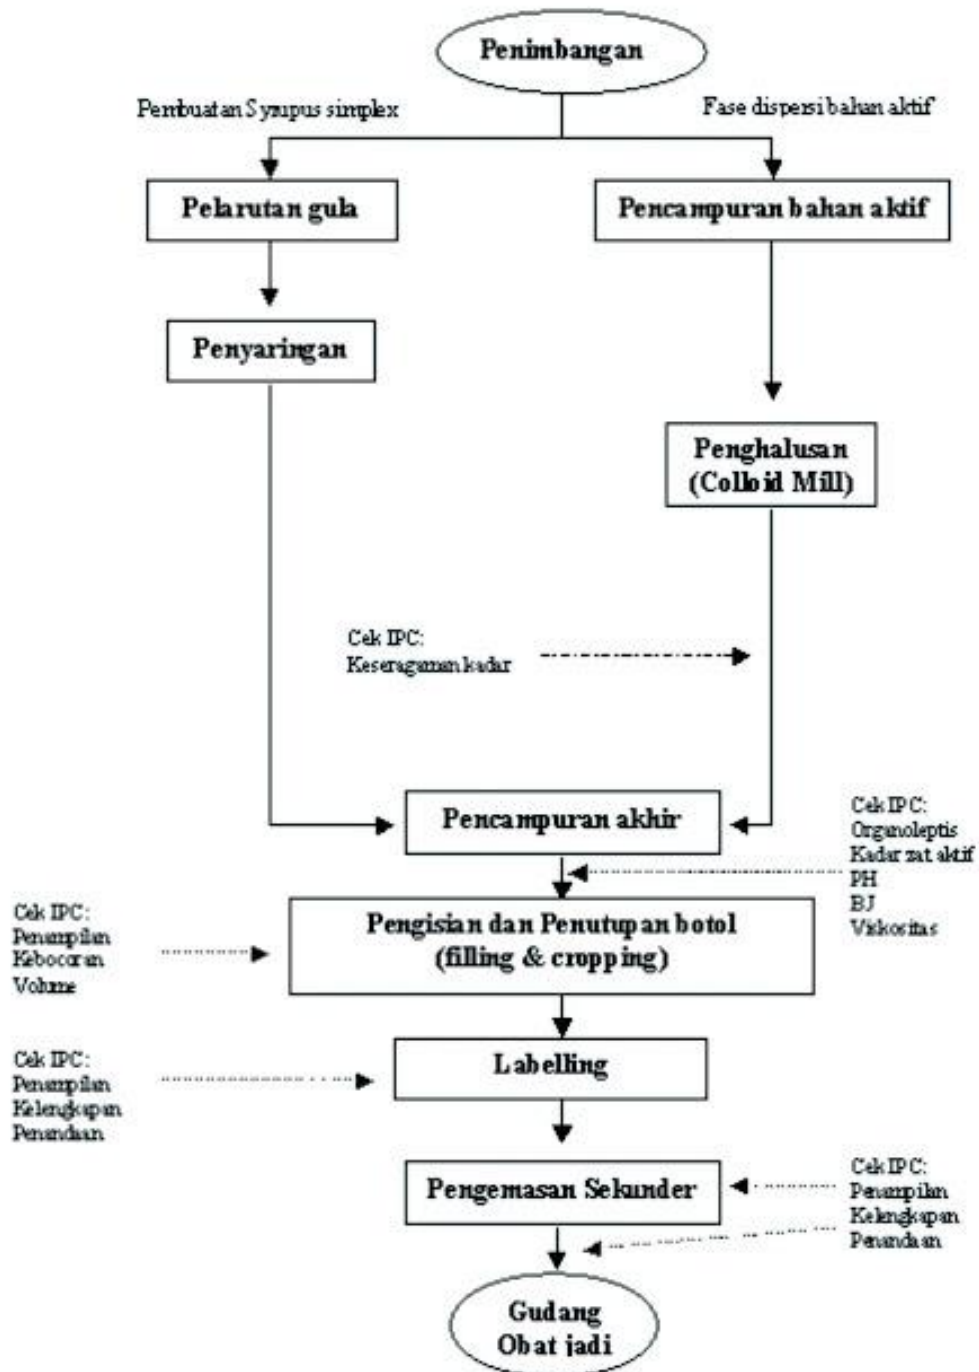 Penimbangan
Pembuatan Syrupus simplex
Fase dispersi bahan aktif
Pelarutan gula
Pencampuran bahan aktif
Penyaringan
Penghalusan
(Colloid Mill)
Cek IPC:
Keseragaman kadar
Pencampuran akhir
Cek IPC:
Organoleptis
Kadar zat aktif
PH
BJ
Viskositas
Cek IPC:
Penampilan
Kebocoran
Volume
Pengisian dan Penutupan botol
(filling & cropping)
Cek IPC:
Penampilan
Kelengkapan
Penandaan
Labelling
Pengemasan Sekunder
Cek IPC:
Penampilan
Kelengkapan
Penandaan
Gudang
Obat jadi